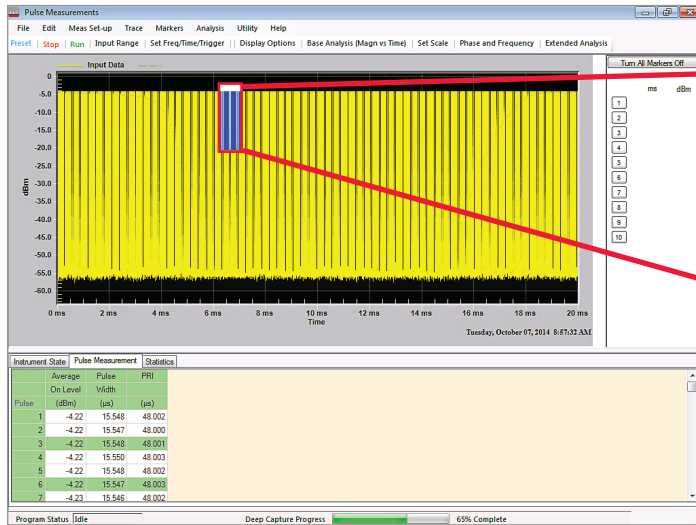 Pulse Measurements
File Edit Meas Set-up Trace Markers Analysis Utility Help
Preset | Stop | Run | Input Range | Set Freq/Time/Trigger | | Display Options | Base Analysis (Magn vs Time) | Set Scale | Phase and Frequency | Extended Analysis
Input Data
Turn All Markers Off
ms dBm
0
-5.0
-10.0
-15.0
-20.0
-25.0
-30.0
-35.0
-40.0
-45.0
-50.0
-55.0
-60.0
dBm
1
2
3
4
5
6
7
8
9
10
0 ms 2 ms 4 ms 6 ms 8 ms 10 ms 12 ms 14 ms 16 ms 18 ms 20 ms
Time
Tuesday, October 07, 2014 8:57:32 AM
Instrument State Pulse Measurement Statistics
Average Pulse PRI
On Level Width
Pulse (dBm) (µs) (µs)
1 -4.22 15.548 48.002
2 -4.22 15.547 48.000
3 -4.22 15.548 48.001
4 -4.22 15.550 48.003
5 -4.22 15.548 48.002
6 -4.22 15.547 48.003
7 -4.23 15.546 48.002
Program Status Idle Deep Capture Progress 65% Complete